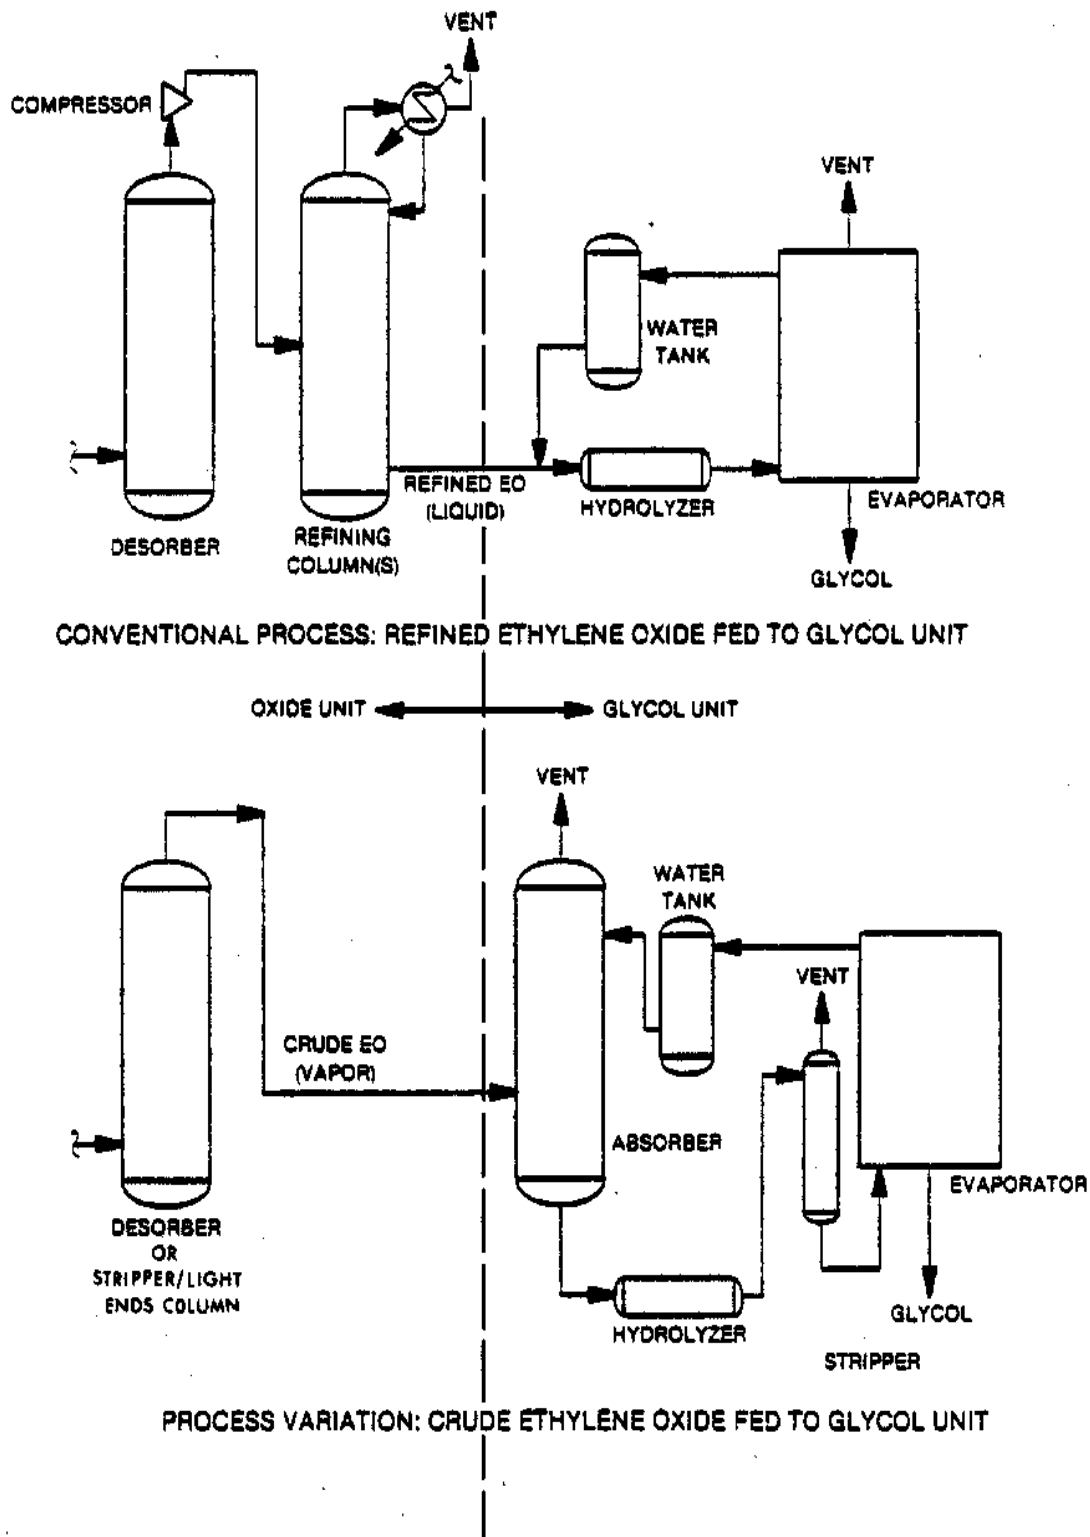 VENT
COMPRESSOR
VENT
WATER
TANK
REFINED EO
(LIQUID)
HYDROLYZER
EVAPORATOR
DESORBER
REFINING
COLUMN(S)
GLYCOL
CONVENTIONAL PROCESS: REFINED ETHYLENE OXIDE FED TO GLYCOL UNIT
OXIDE UNIT
GLYCOL UNIT
VENT
WATER
TANK
VENT
CRUDE EO
(VAPOR)
ABSORBER
EVAPORATOR
DESORBER
OR
STRIPPER/LIGHT
ENDS COLUMN
HYDROLYZER
GLYCOL
STRIPPER
PROCESS VARIATION: CRUDE ETHYLENE OXIDE FED TO GLYCOL UNIT